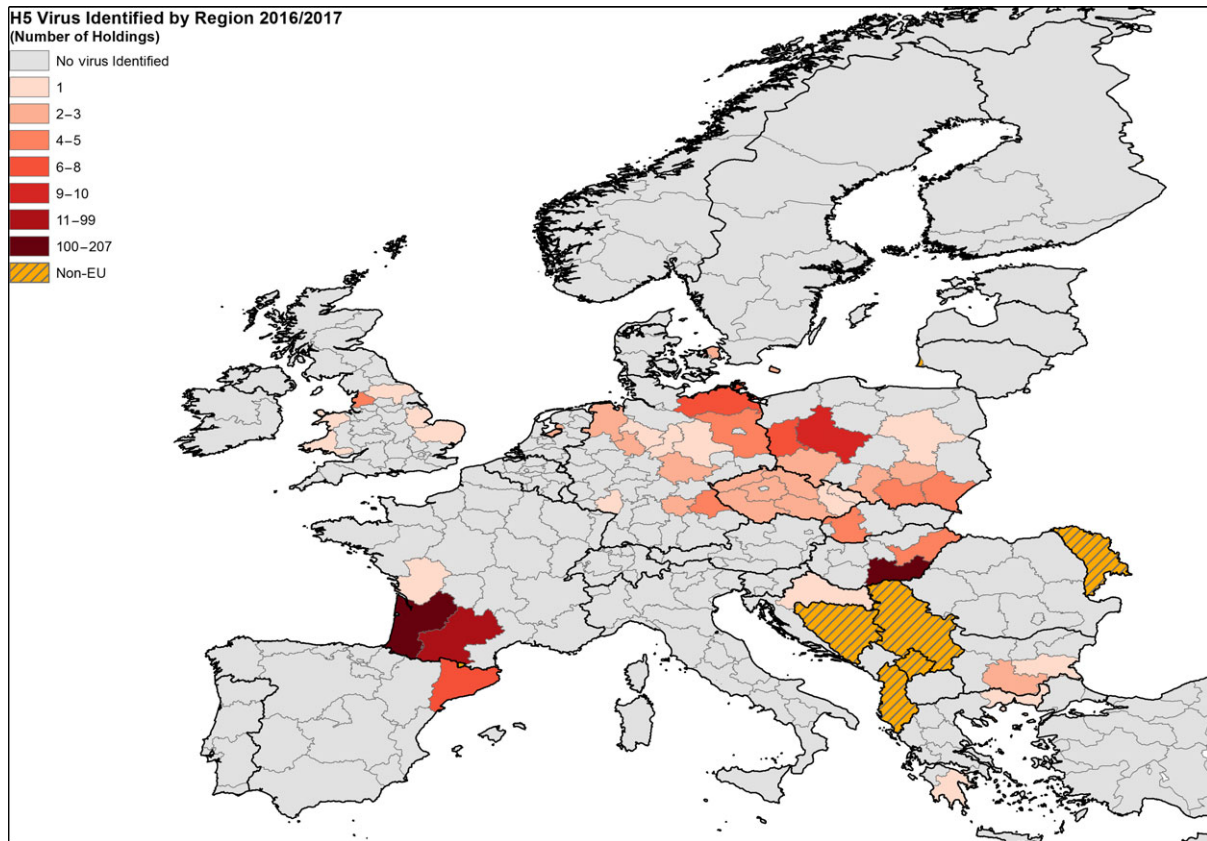 H5 Virus Identified by Region 2016/2017
(Number of Holdings)
No virus Identified
1
2–3
4–5
6–8
9–10
11–99
100–207
Non-EU